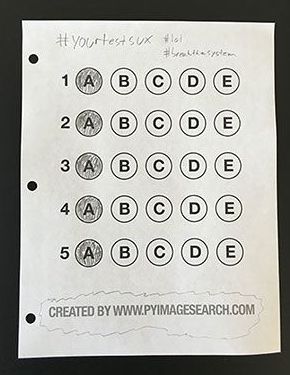 #yourtestsux #lol
#breakthesystem
1 A B C D E
2 A B C D E
3 A B C D E
4 A B C D E
5 A B C D E
CREATED BY WWW.PYIMAGESEARCH.COM